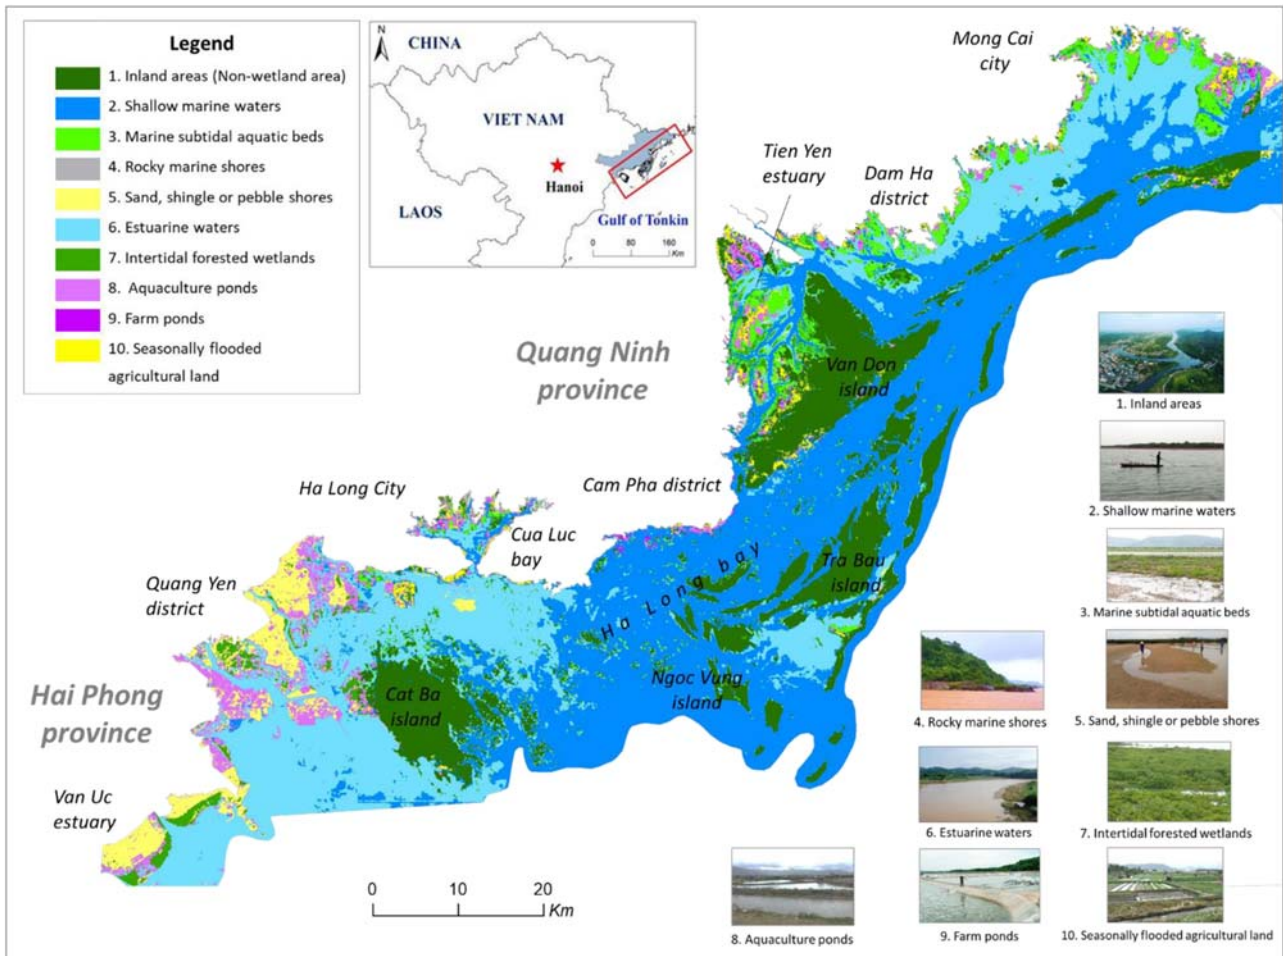 Legend
1. Inland areas (Non-wetland area)
2. Shallow marine waters
3. Marine subtidal aquatic beds
4. Rocky marine shores
5. Sand, shingle or pebble shores
6. Estuarine waters
7. Intertidal forested wetlands
8. Aquaculture ponds
9. Farm ponds
10. Seasonally flooded
agricultural land
N
CHINA
VIET NAM
Hanoi
LAOS
Gulf of Tonkin
0 80 160
Km
Mong Cai
city
Tien Yen
estuary
Dam Ha
district
Quang Ninh
province
Van Don
island
Ha Long City
Cam Pha district
Cua Luc
bay
Ha Long bay
Tra Bau
island
Quang Yen
district
Ngoc Vung
island
Cat Ba
island
Hai Phong
province
Van Uc
estuary
0 10 20
Km
1. Inland areas
2. Shallow marine waters
3. Marine subtidal aquatic beds
4. Rocky marine shores
5. Sand, shingle or pebble shores
6. Estuarine waters
7. Intertidal forested wetlands
8. Aquaculture ponds
9. Farm ponds
10. Seasonally flooded agricultural land